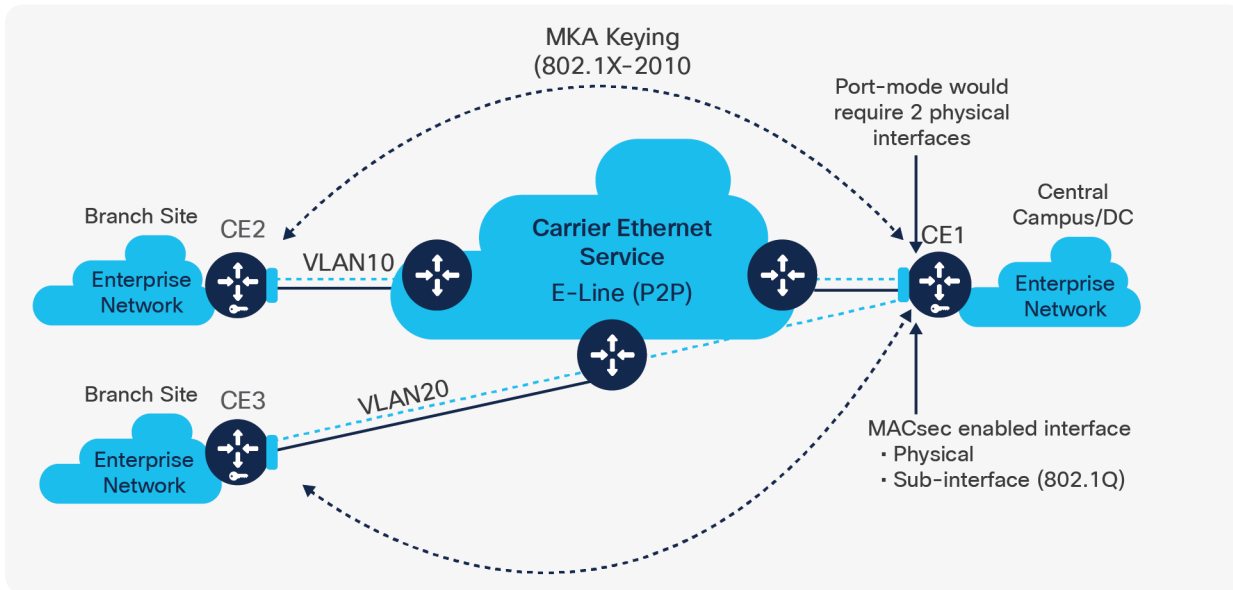 MKA Keying
(802.1X-2010
Port-mode would
require 2 physical
interfaces
Branch Site
CE2
Enterprise
Network
VLAN10
Carrier Ethernet
Service
E-Line (P2P)
CE1
Central
Campus/DC
Enterprise
Network
Branch Site
CE3
Enterprise
Network
VLAN20
MACsec enabled interface
• Physical
• Sub-interface (802.1Q)